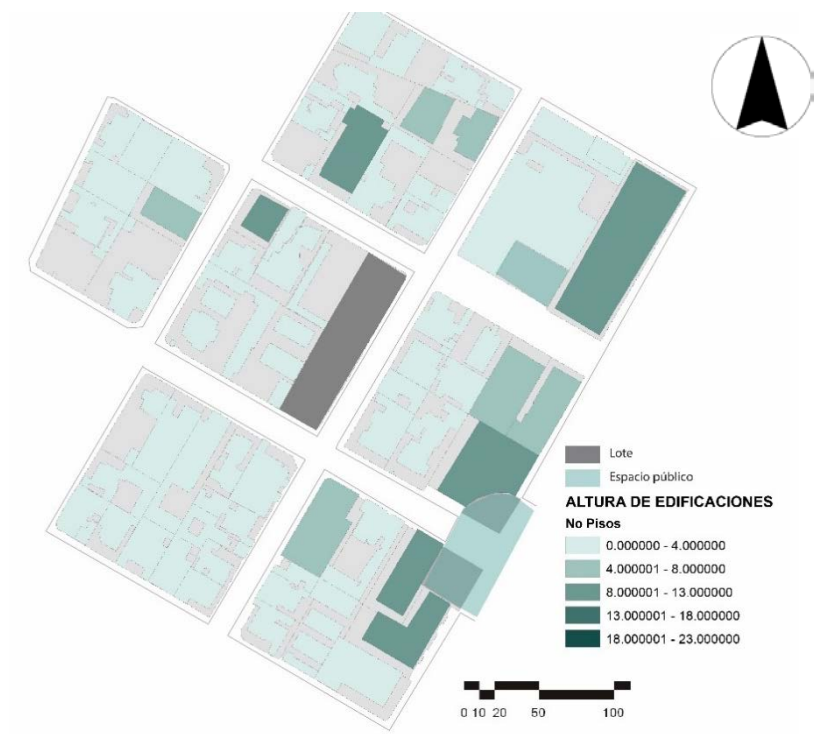 Lote
Espacio público
ALTURA DE EDIFICACIONES
No Pisos
0.000000 - 4.000000
4.000001 - 8.000000
8.000001 - 13.000000
13.000001 - 18.000000
18.000001 - 23.000000
0 10 20 50 100